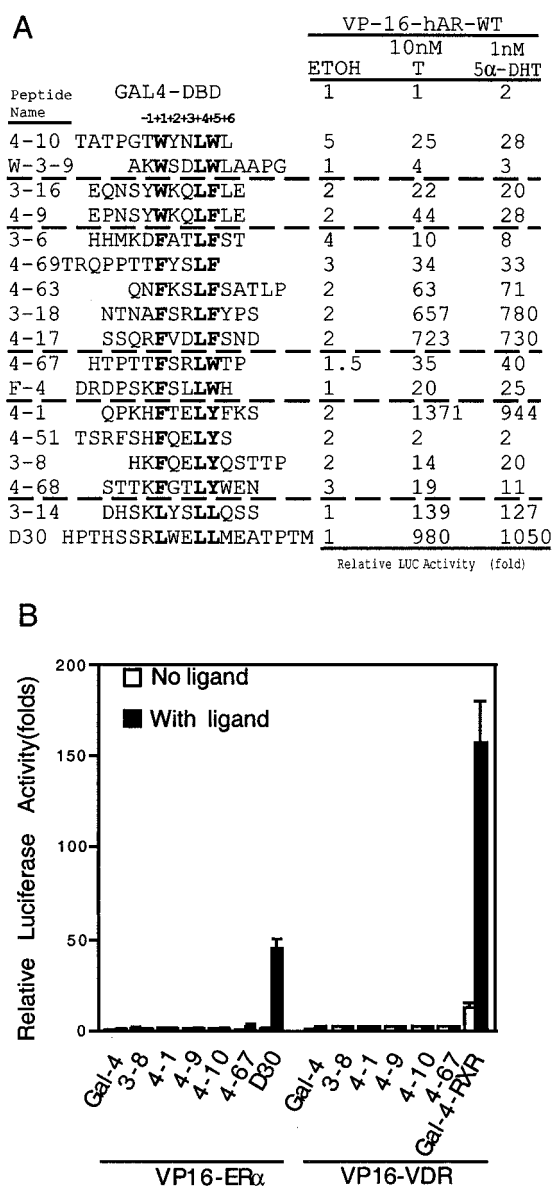 A
VP-16-hAR-WT
10nM 1nM
ETOH T 5α-DHT
Peptide Name GAL4-DBD 1 1 2
-1+1+2+3+4+5+6
4-10 TATPGTWYNLWL 5 25 28
W-3-9 AKWSDLWLAAPG 1 4 3
3-16 EQNSYWKQLFLE 2 22 20
4-9 EPNSYWKQLFLE 2 44 28
3-6 HHMKDFATLFST 4 10 8
4-69TRQPPTTFYSLF 3 34 33
4-63 QNFKSLFSATLP 2 63 71
3-18 NTNAFSRLFYPS 2 657 780
4-17 SSQRFVDLFSND 2 723 730
4-67 HTPTTFSRLWTP 1.5 35 40
F-4 DRDPSKFSLLWH 1 20 25
4-1 QPKHFTELYFKS 2 1371 944
4-51 TSRFSHFQELYS 2 2 2
3-8 HKFQELYQSTTP 2 14 20
4-68 STTKFGTLYWEN 3 19 11
3-14 DHSKLYSLLQSS 1 139 127
D30 HPTHSSRLWELLMEATPTM 1 980 1050
Relative LUC Activity (fold)
B
Relative Luciferase Activity(folds)
200
150
100
50
0
No ligand
With ligand
Gal-4
3-8
4-1
4-9
4-10
4-67
D30
Gal-4
3-8
4-1
4-9
4-10
4-67
Gal-4-RXR
VP16-ERα
VP16-VDR